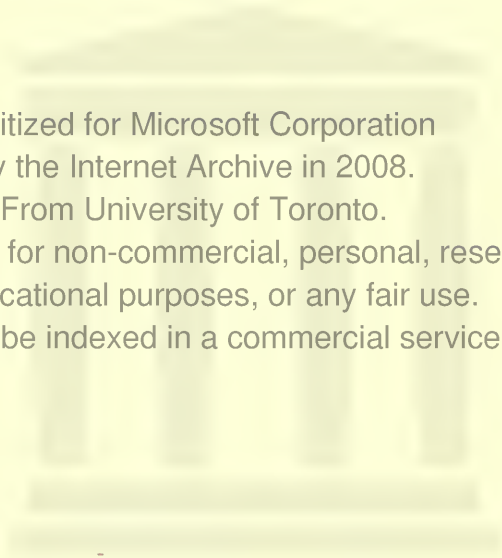 itized for Microsoft Corporation
the Internet Archive in 2008.
From University of Toronto.
for non-commercial, personal, rese
cational purposes, or any fair use.
be indexed in a commercial service